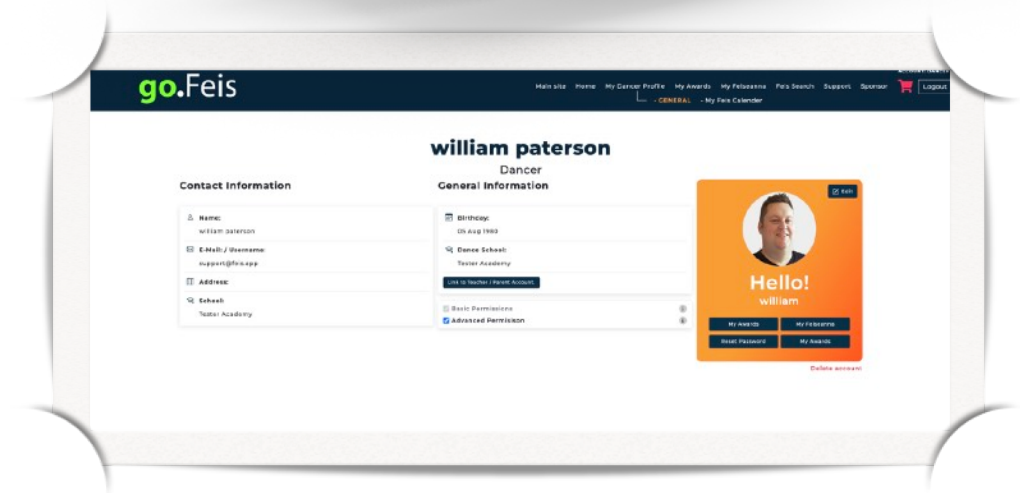 go.Feis
Main site Home My Dancer Profile My Awards My Feiseanna Feis Search Support Sponsor Logout
- GENERAL - My Feis Calender
william paterson
Dancer
Contact Information
General Information
Name:
william paterson
E-Mail: / Username:
support@feis.app
Address:
School:
Tester Academy
Birthday:
05 Aug 1980
Dance School:
Tester Academy
Link to Teacher / Parent Account.
Basic Permissions
Advanced Permison
Edit
Hello!
william
My Awards My Feiseanna
Reset Password My Awards
Delete account